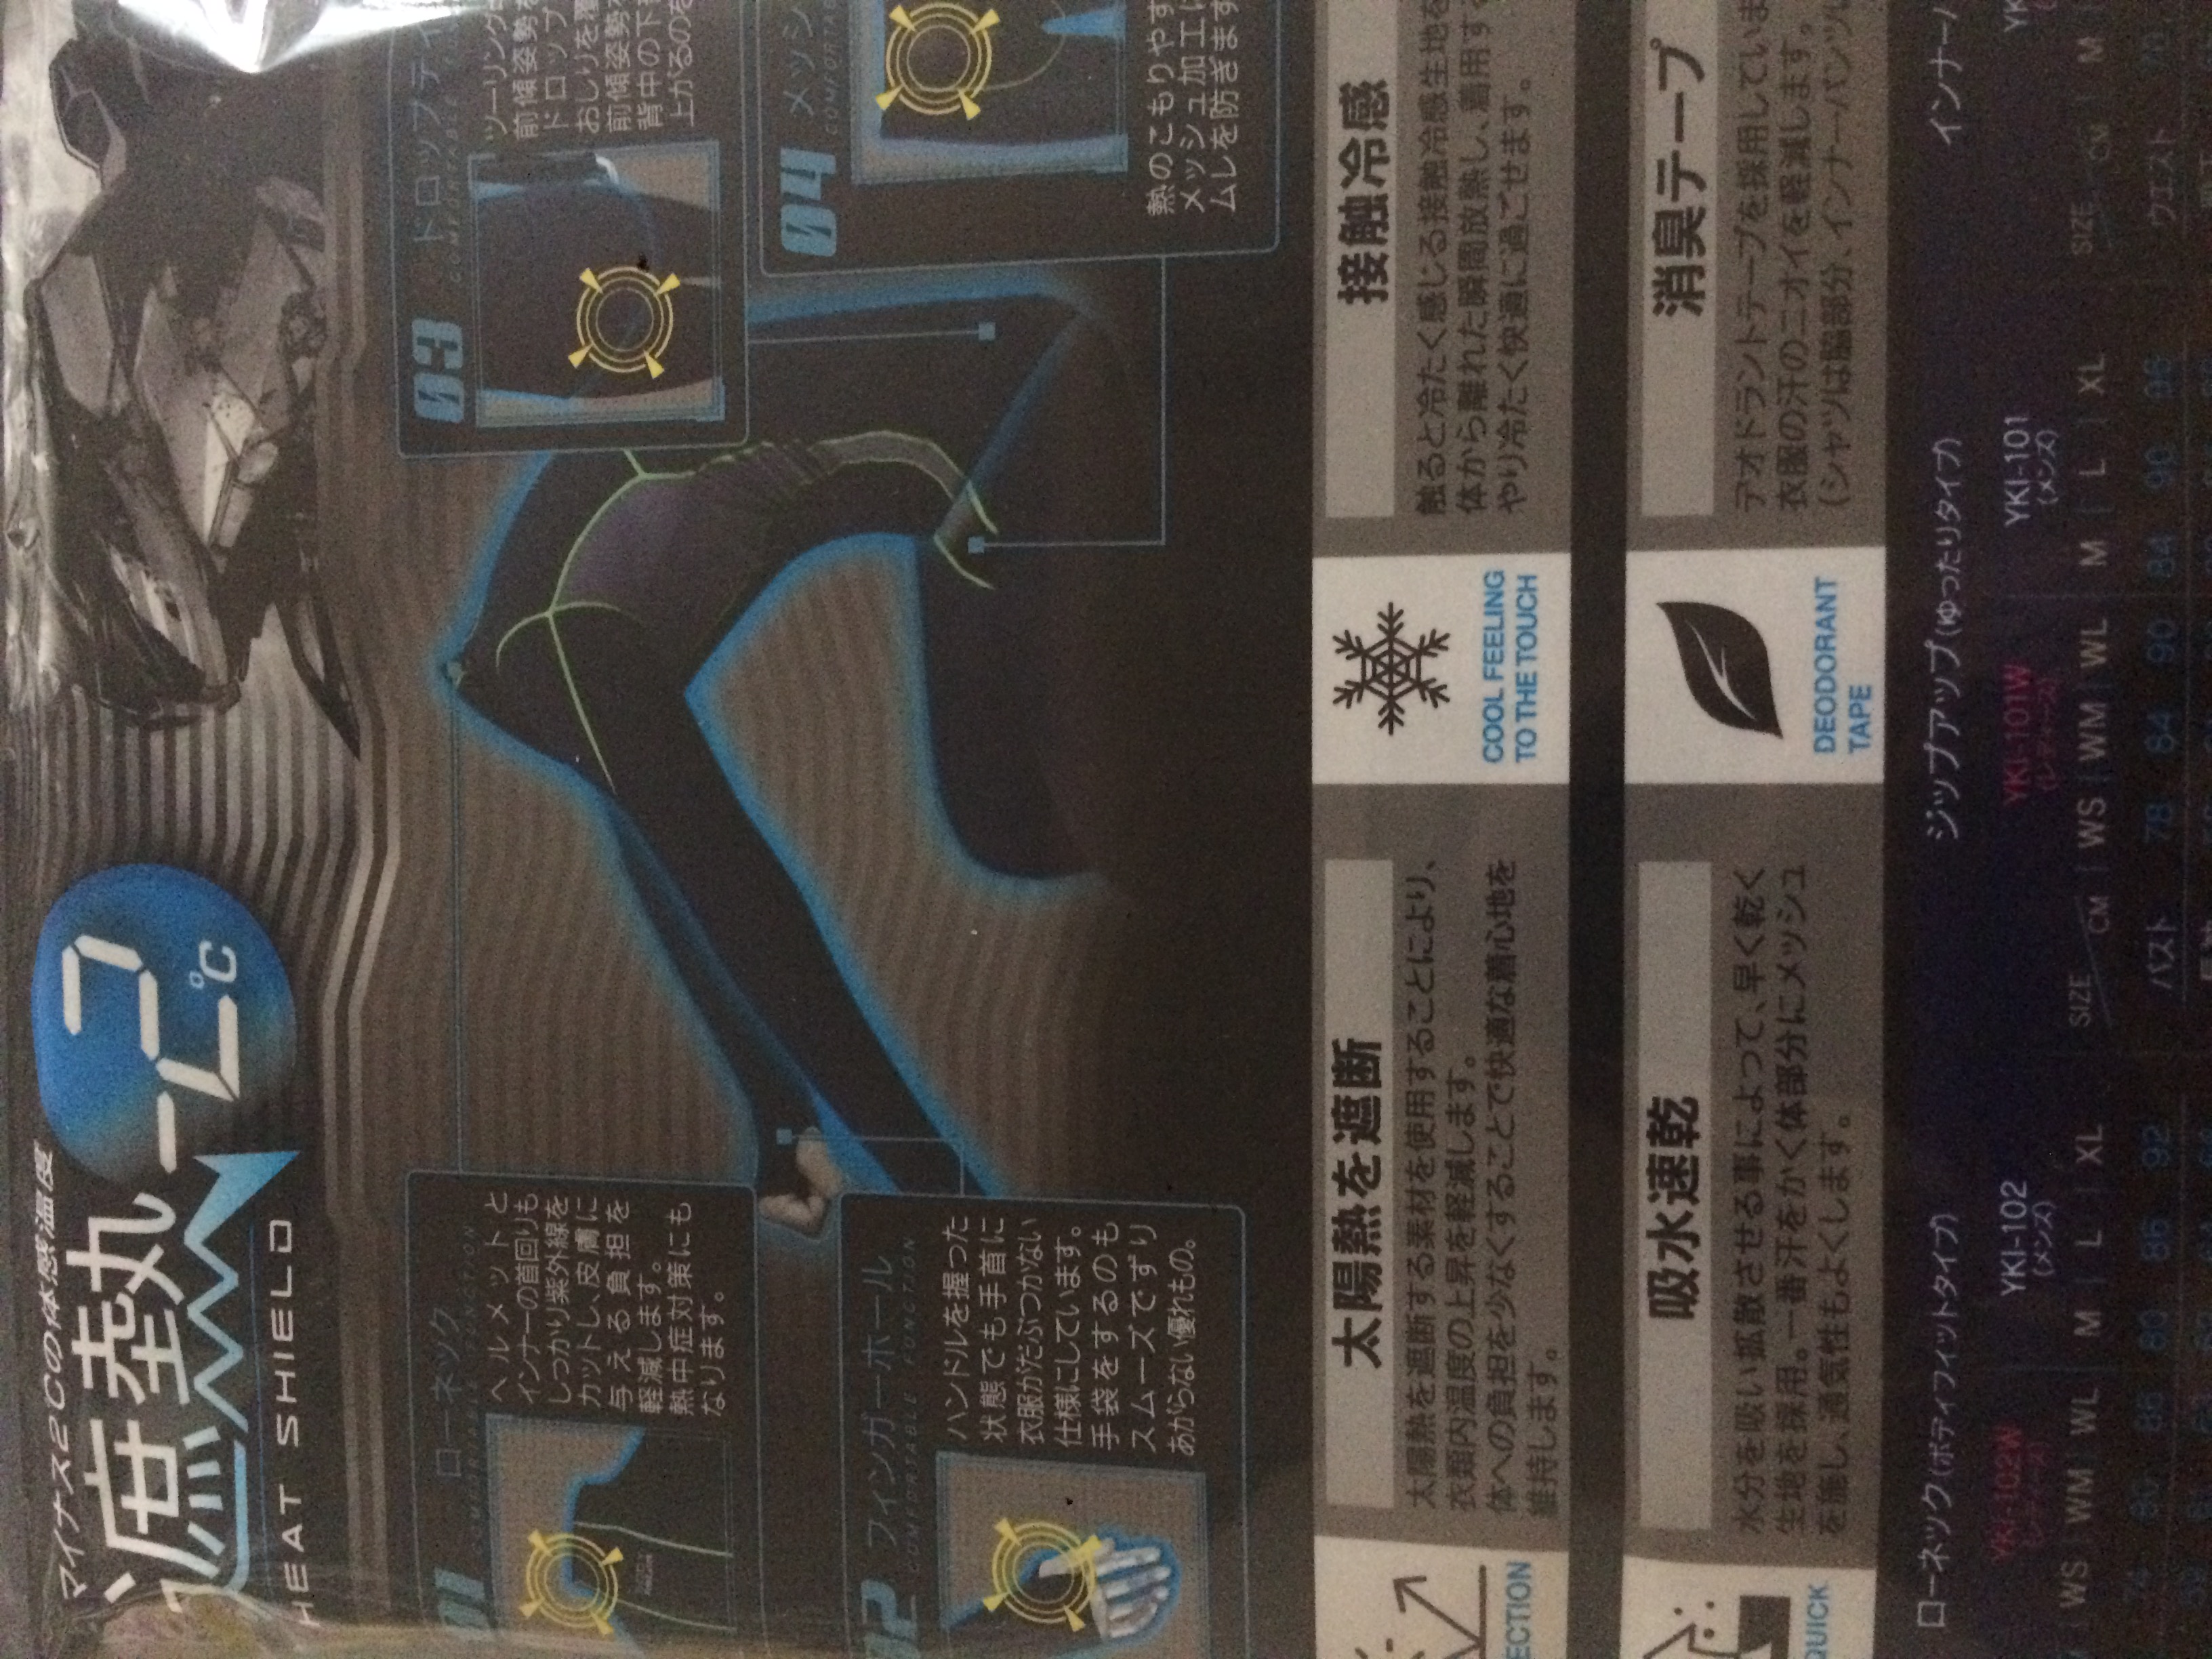 マイナス2℃の体感温度
遮熱 -2℃
HEAT SHIELD
01 ローネック
COMFORTABLE FUNCTION
ヘルメットと
インナーの首回りも
しっかり紫外線を
カットし、皮膚に
与える負担を
軽減します。
熱中症対策にも
なります。
02 フィンガーホール
COMFORTABLE FUNCTION
ハンドルを握った
状態でも手首に
衣服がだぶつかない
仕様にしています。
手袋をするのも
スムーズでずり
あがらない優れもの。
03 ドロップテイ
COMFORTABLE
ツーリング
前傾姿勢
ドロップ
おしりを覆
前傾姿勢
背中の下
上がるのを
04 メッシ
COMFORTA
熱のこもりやす
メッシュ加工
ムレを防ぎます
ECTION
太陽熱を遮断
太陽熱を遮断する素材を使用することにより、
衣類内温度の上昇を軽減します。
体への負担を少なくすることで快適な着心地を
維持します。
COOL FEELING
TO THE TOUCH
接触冷感
触ると冷たく感じる接触冷感生地を
体から離れた瞬間放熱し、着用する
やり冷たく快適に過ごせます。
QUICK
吸水速乾
水分を吸い拡散させる事によって、早く乾く
生地を採用。一番汗をかく体部分にメッシュ
を施し、通気性もよくします。
DEODORANT
TAPE
消臭テープ
デオドラントテープを採用していま
衣服の汗のニオイを軽減します。
(シャツは脇部分、インナーパンツ
ローネック(ボディフィットタイプ)
YKI-102W YKI-102
(レディース) (メンズ)
WS WM WL M L XL
74 80 86 80 86 92
ジップアップ(ゆったりタイプ)
YKI-101W YKI-101
(レディース) (メンズ)
SIZE CM WS WM WL M L XL
バスト 78 84 90 84 90 96
インナーパ
YK
SIZE CM M
ウエスト 70